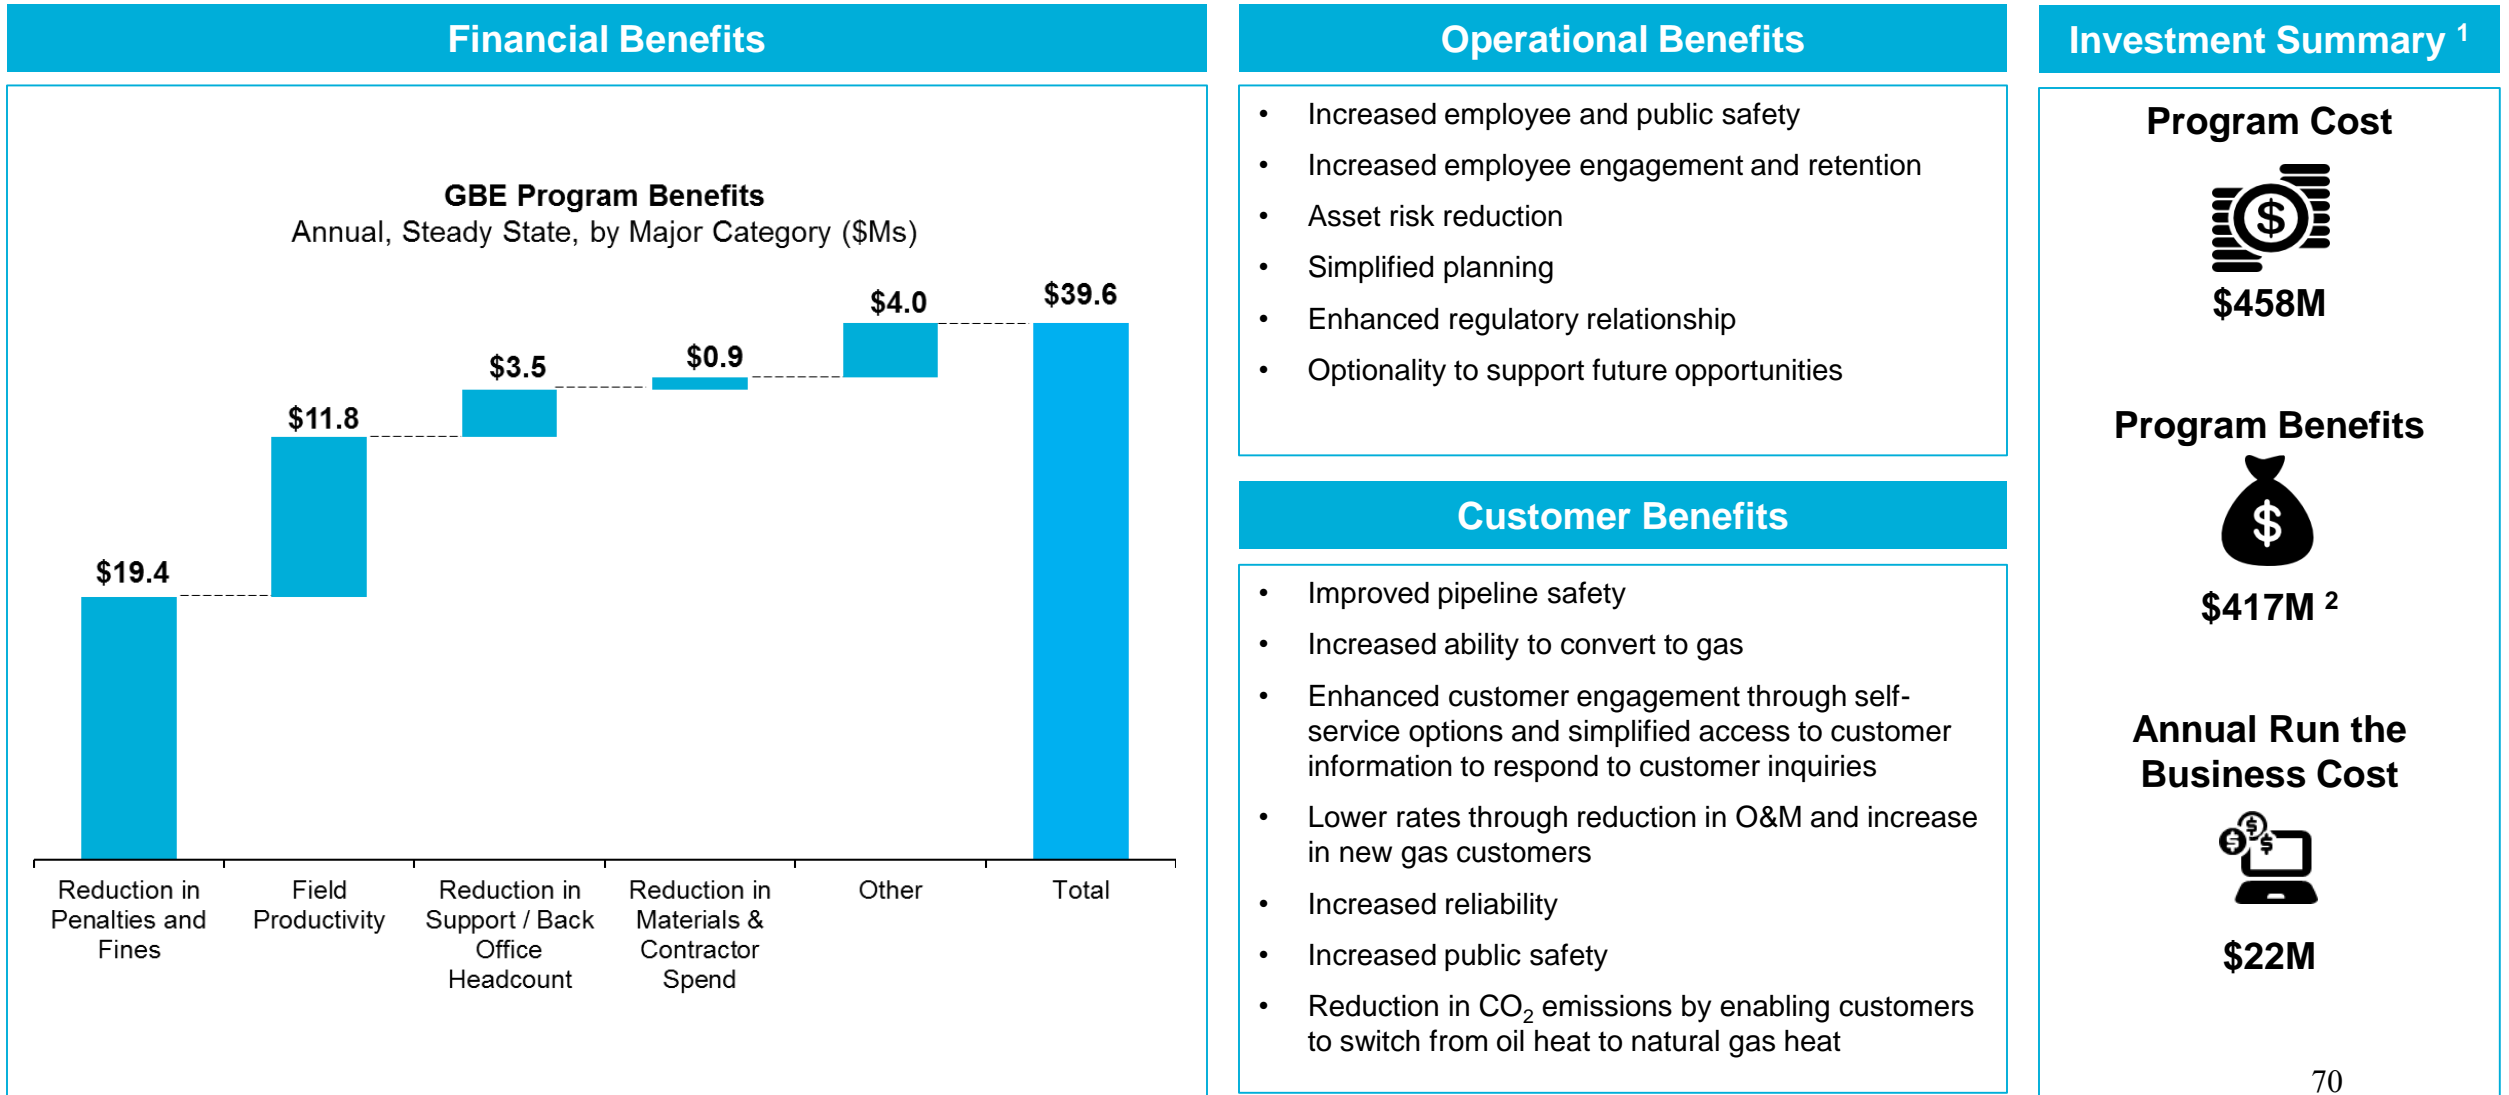 Financial Benefits
GBE Program Benefits
Annual, Steady State, by Major Category ($Ms)
$19.4
$11.8
$3.5
$0.9
$4.0
$39.6
Reduction in
Penalties and
Fines
Field
Productivity
Reduction in
Support / Back
Office
Headcount
Reduction in
Materials &
Contractor
Spend
Other
Total
Operational Benefits
• Increased employee and public safety
• Increased employee engagement and retention
• Asset risk reduction
• Simplified planning
• Enhanced regulatory relationship
• Optionality to support future opportunities
Customer Benefits
• Improved pipeline safety
• Increased ability to convert to gas
• Enhanced customer engagement through self-
service options and simplified access to customer
information to respond to customer inquiries
• Lower rates through reduction in O&M and increase
in new gas customers
• Increased reliability
• Increased public safety
• Reduction in CO₂ emissions by enabling customers
to switch from oil heat to natural gas heat
Investment Summary ¹
Program Cost
$
$458M
Program Benefits
$
$417M ²
Annual Run the
Business Cost
$ $ $
$22M
70